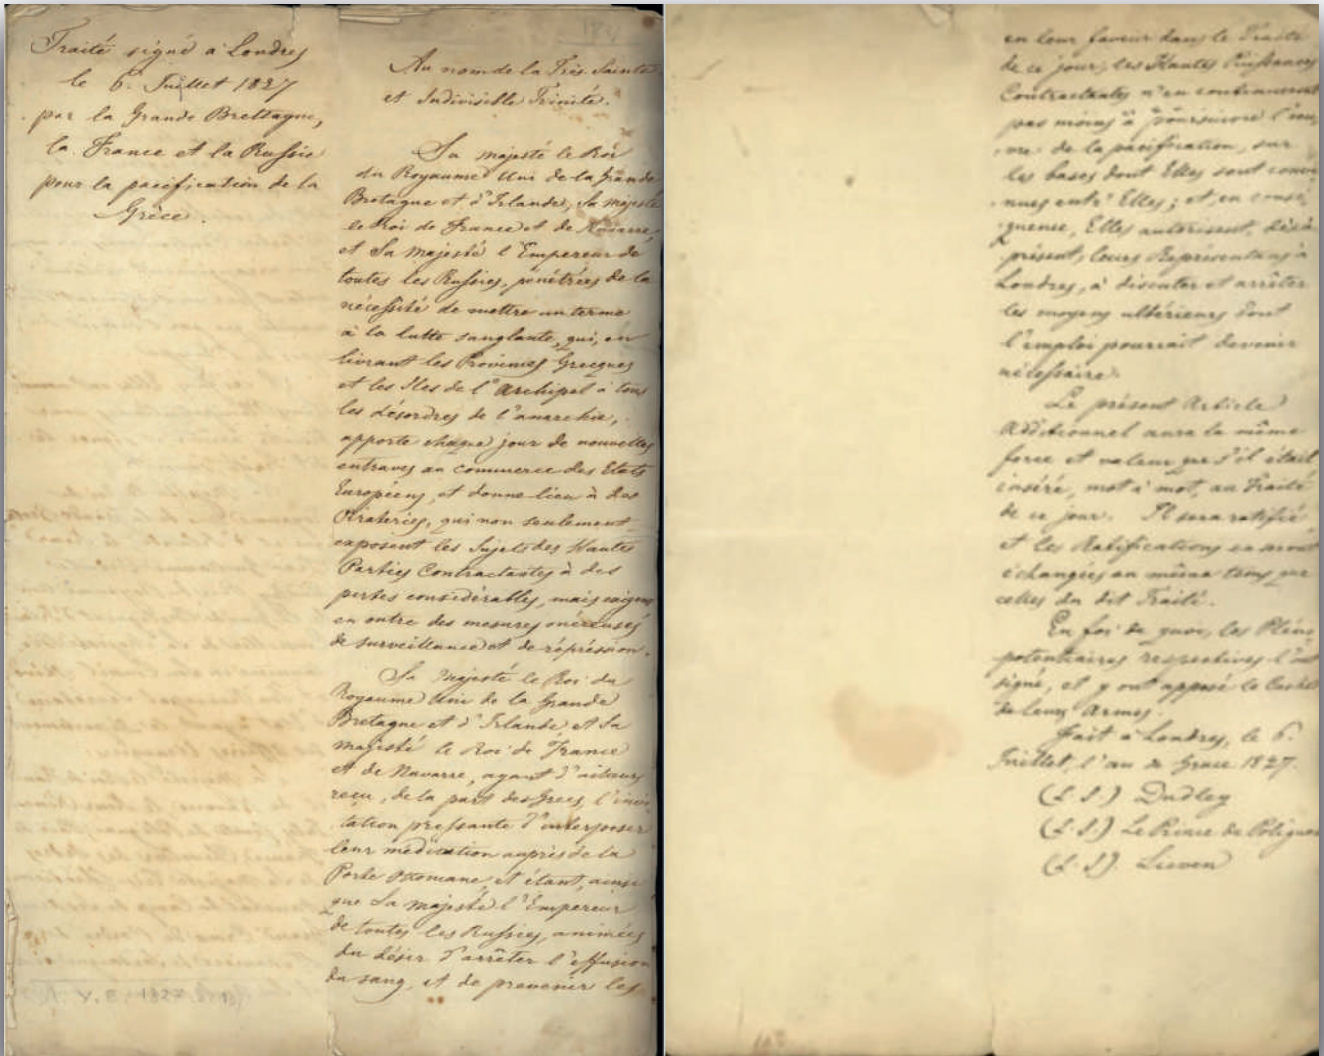 Traité signé à Londres
le 6. Juillet 1827
par la Grande Brettagne,
la France et la Russie
pour la pacification de la
Grèce.
Au nom de la Très Sainte
et Indivisible Trinité.
Sa Majesté le Roi
du Royaume Uni de la Grande
Bretagne et d'Irlande, Sa Majesté
le Roi de France et de Navarre,
et Sa Majesté l'Empereur de
toutes les Russies, pénétrées de la
nécessité de mettre un terme
à la lutte sanglante, qui, en
livrant les Provinces Grecques
et les Iles de l'Archipel à tous
les désordres de l'anarchie,
apporte chaque jour de nouvelles
entraves au commerce des Etats
Européens, et donne lieu à des
Pirateries, qui non seulement
exposent les Sujets des Hautes
Parties Contractantes à des
pertes considérables, mais exigent
en outre des mesures onéreuses
de surveillance et de répression.
Sa Majesté le Roi du
Royaume Uni de la Grande
Bretagne et d'Irlande et Sa
Majesté le Roi de France
et de Navarre, ayant d'ailleurs
reçu, de la part des Grecs, l'invi
tation pressante d'interposer
leur médiation auprès de la
Porte Ottomane, et étant, ainsi
que Sa Majesté l'Empereur
de toutes les Russies, animées
du désir d'arrêter l'effusion
du sang, et de prevenir les
en leur faveur dans le Traité
de ce jour, les Hautes Puissances
Contractantes n'en continueront
pas moins à poursuivre l'œu
vre de la pacification, sur
les bases dont Elles sont conve
nues entr'Elles; et, en consé
quence, Elles autorisent, dès à
présent, leurs Représentans à
Londres, à discuter et arrêter
les moyens ultérieurs dont
l'emploi pourrait devenir
nécessaire.
Le présent Article
Additionnel aura la même
force et valeur que s'il était
inséré, mot à mot, au Traité
de ce jour. Il sera ratifié
et les Ratifications en seront
échangées en même tems que
celles du dit Traité.
En foi de quoi, les Pléni
potentiaires respectives l'ont
signé, et y ont apposé le Cachet
de leurs Armes.
Fait à Londres, le 6.
Juillet, l'an de Grace 1827.
(L.S.) Dudley
(L.S.) Le Prince de Polignac
(L.S). Lieven